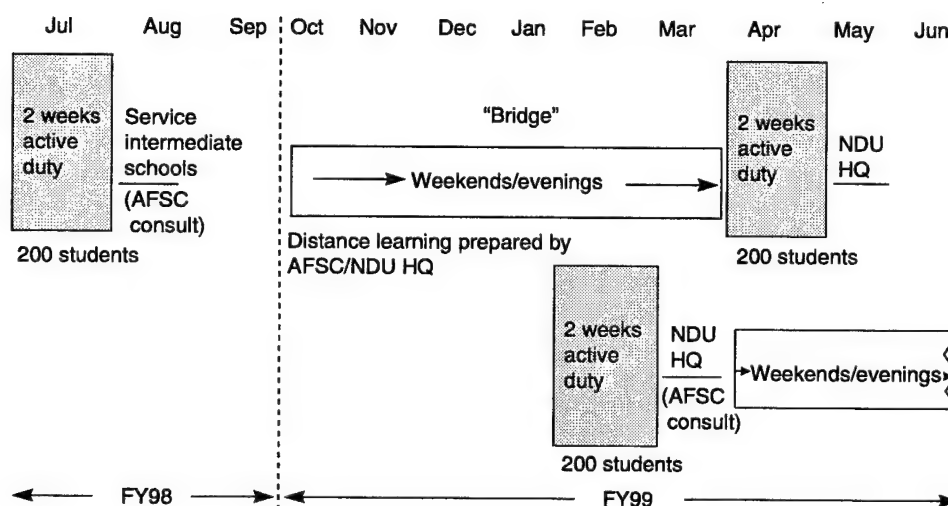 Jul Aug Sep Oct Nov Dec Jan Feb Mar Apr May Jun
2 weeks
active
duty
Service
intermediate
schools
(AFSC
consult)
200 students
"Bridge"
Weekends/evenings
Distance learning prepared by
AFSC/NDU HQ
2 weeks
active
duty
NDU
HQ
200 students
2 weeks
active
duty
NDU
HQ
(AFSC
consult)
Weekends/evenings
200 students
FY98 FY99